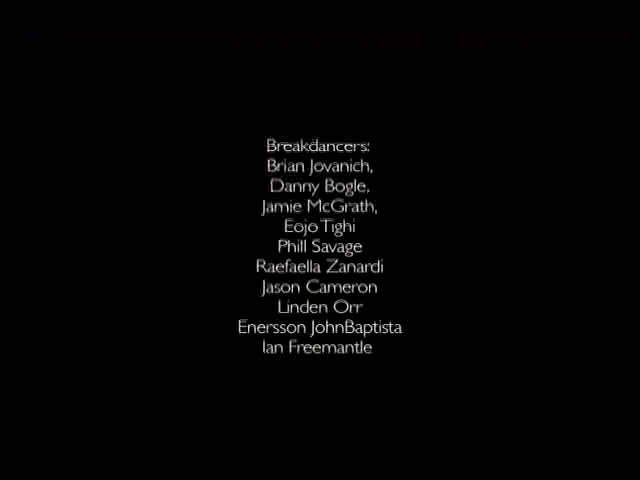 Breakdancers:
Brian Jovanich,
Danny Bogle,
Jamie McGrath,
Eojo Tighi
Phill Savage
Raefaella Zanardi
Jason Cameron
Linden Orr
Enersson JohnBaptista
Ian Freemantle